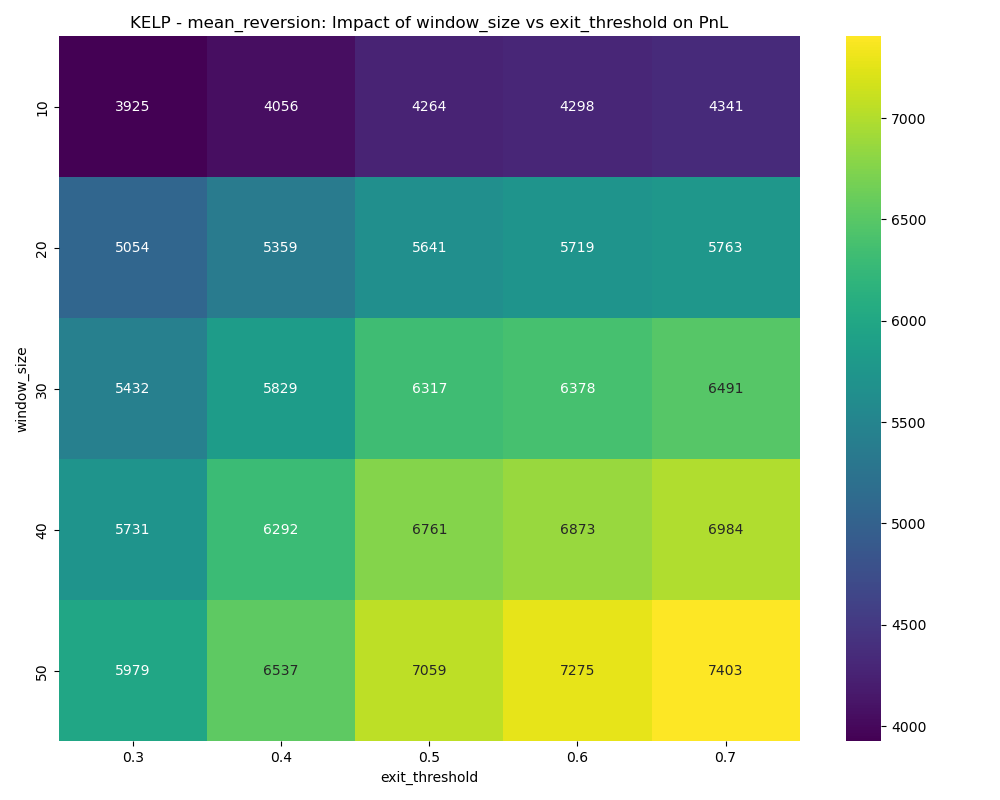 KELP - mean_reversion: Impact of window_size vs exit_threshold on PnL
window_size
10
3925 4056 4264 4298 4341
20
5054 5359 5641 5719 5763
30
5432 5829 6317 6378 6491
40
5731 6292 6761 6873 6984
50
5979 6537 7059 7275 7403
0.3 0.4 0.5 0.6 0.7
exit_threshold
7000
6500
6000
5500
5000
4500
4000